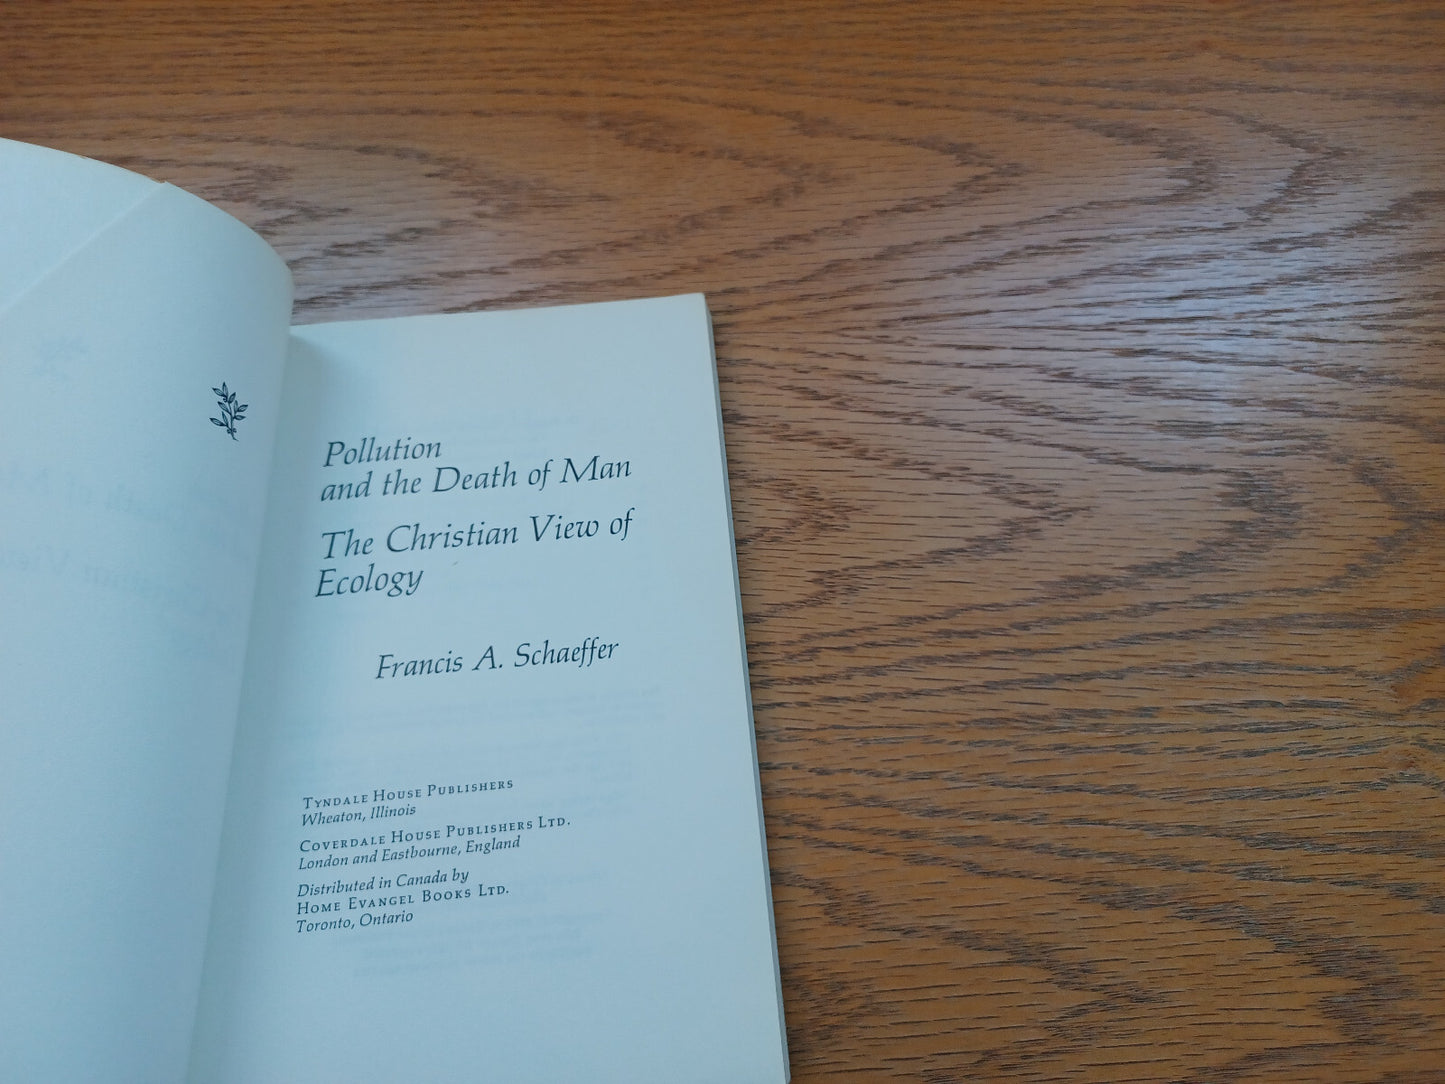 Pollution
and the Death of Man
The Christian View of
Ecology
Francis A. Schaeffer
TYNDALE HOUSE PUBLISHERS
Wheaton, Illinois
COVERDALE HOUSE PUBLISHERS LTD.
London and Eastbourne, England
Distributed in Canada by
HOME EVANGEL BOOKS LTD.
Toronto, Ontario